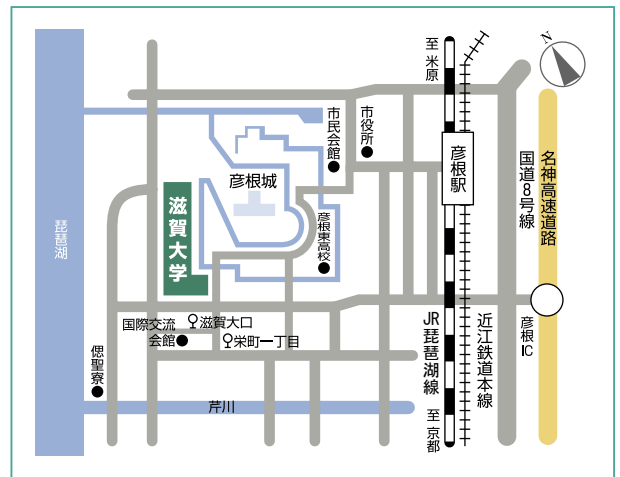 至 米原
N
市民会館
市役所
彦根駅
国道8号線
名神高速道路
彦根城
滋賀大学
琵琶湖
彦根東高校
国際交流
会館
滋賀大口
栄町一丁目
JR琵琶湖線
近江鉄道本線
彦根IC
偲聖寮
芹川
至 京都